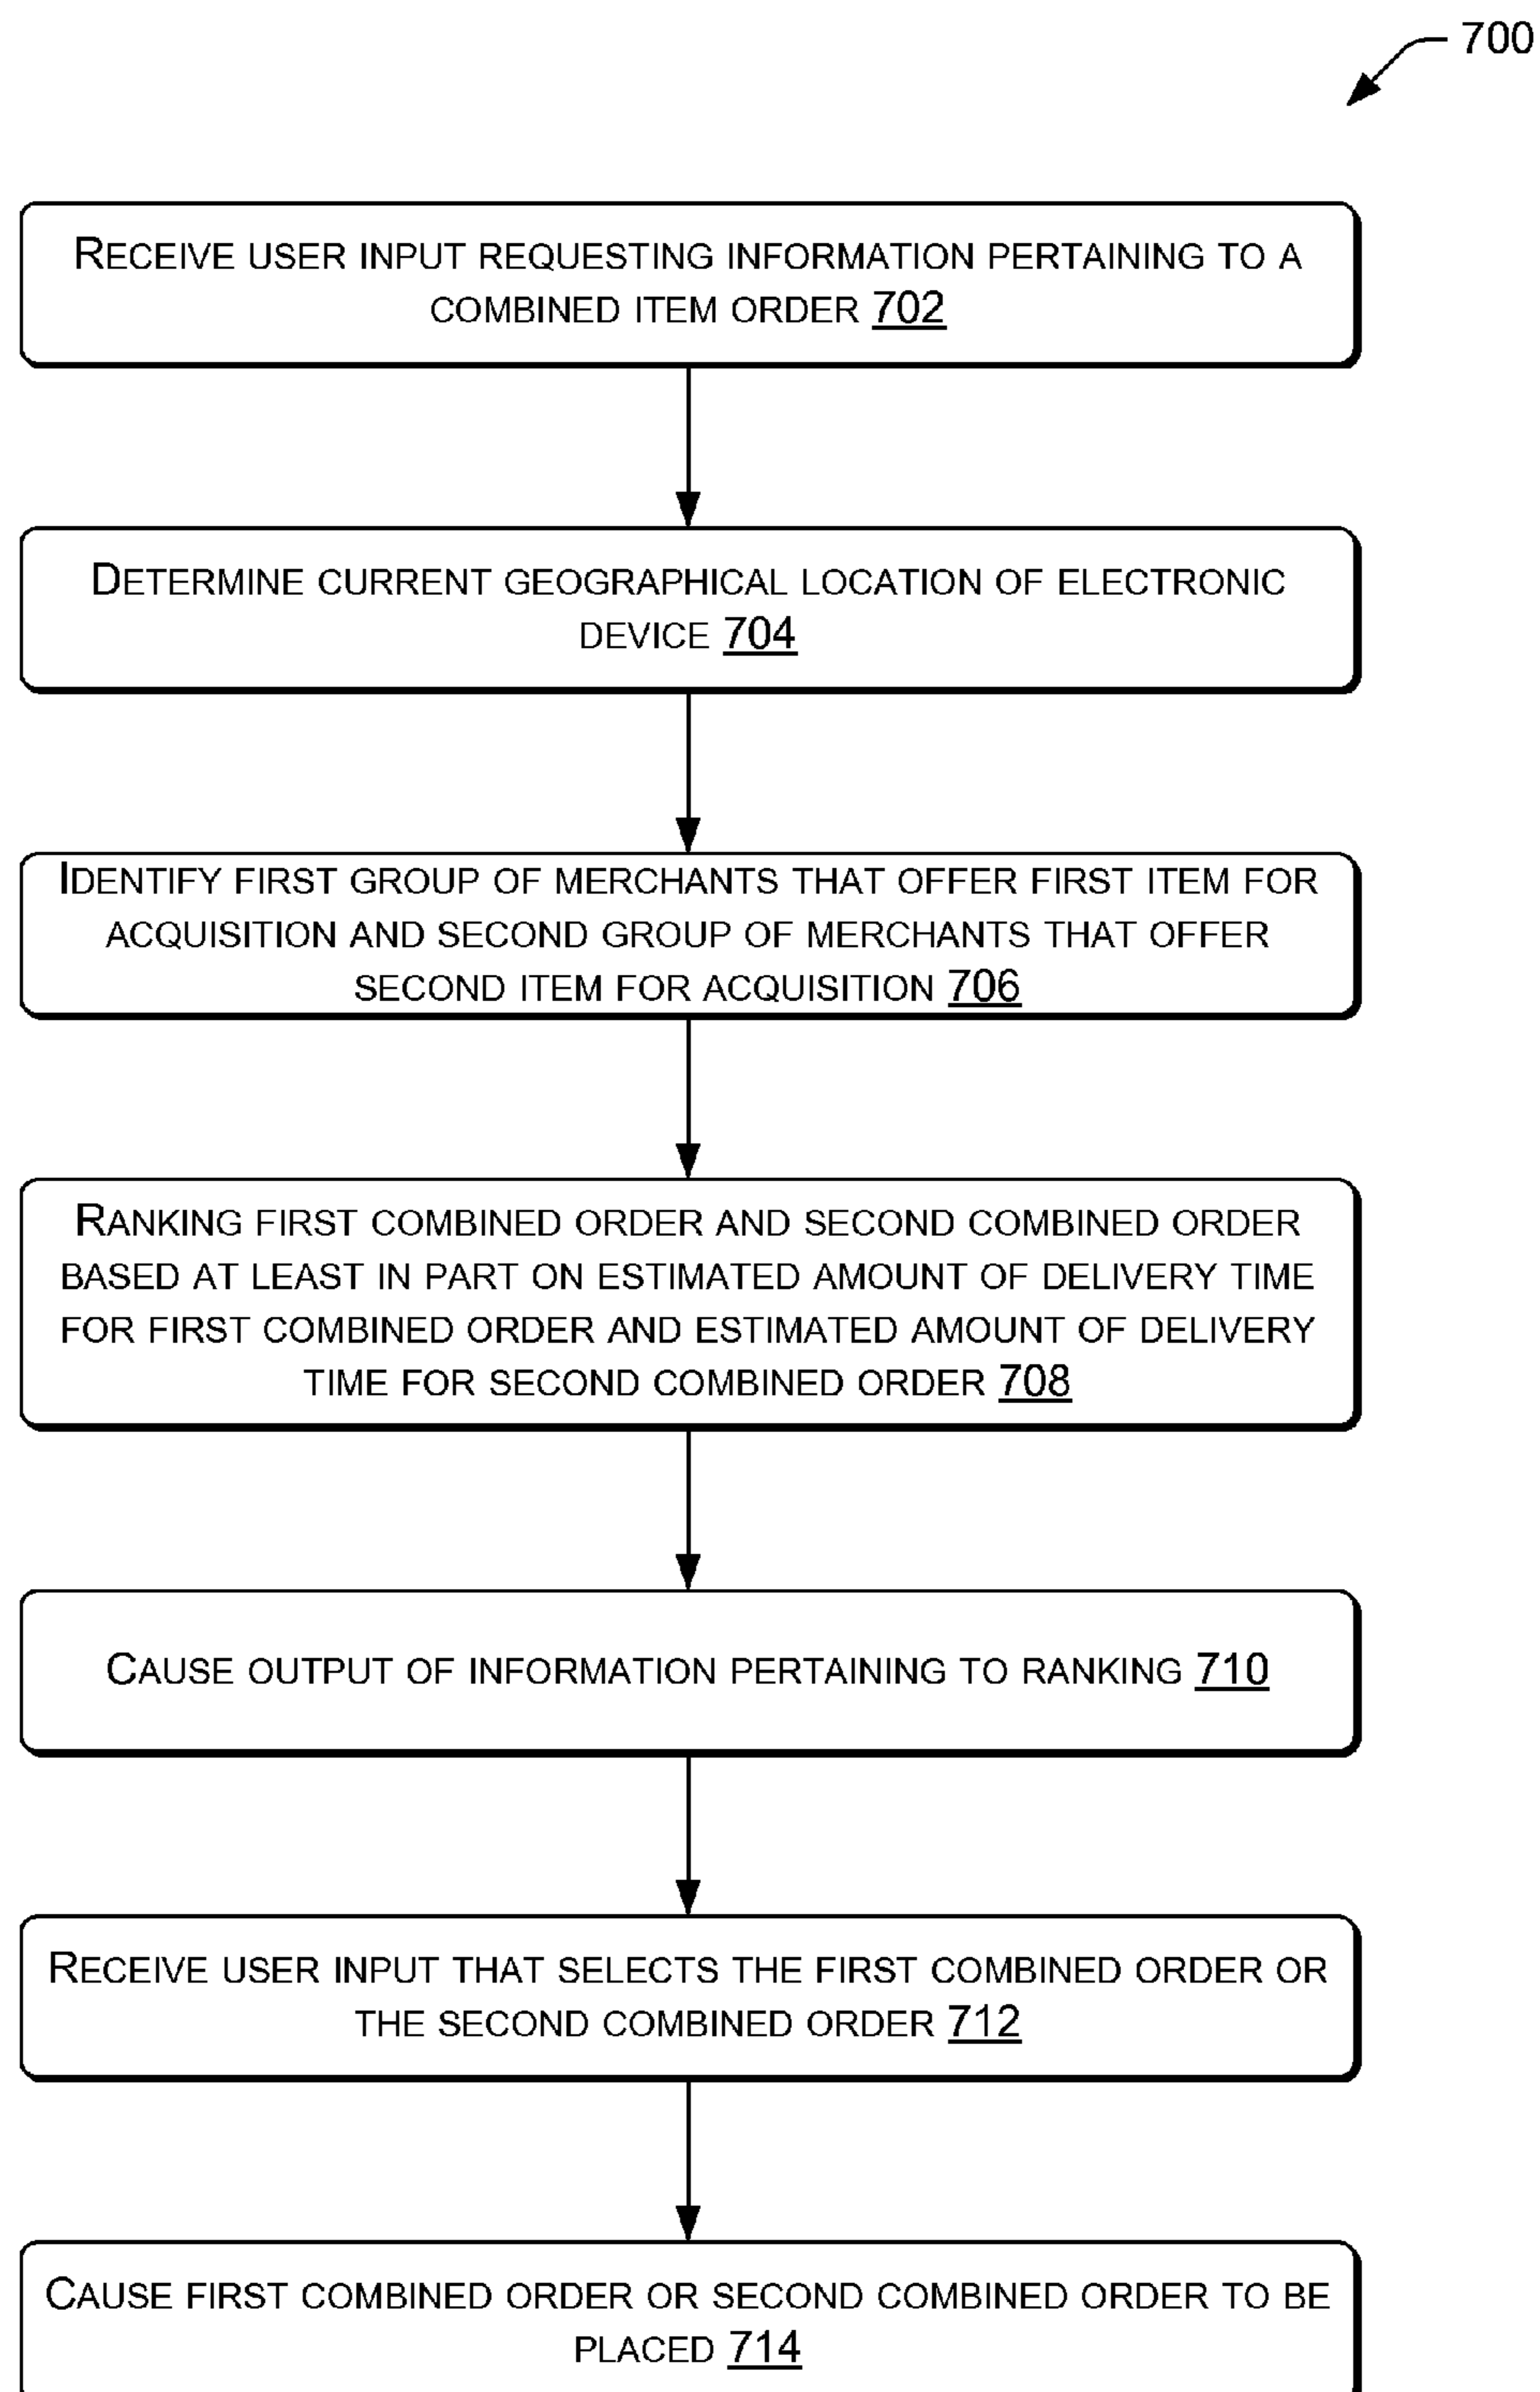 700
RECEIVE USER INPUT REQUESTING INFORMATION PERTAINING TO A
COMBINED ITEM ORDER 702
DETERMINE CURRENT GEOGRAPHICAL LOCATION OF ELECTRONIC
DEVICE 704
IDENTIFY FIRST GROUP OF MERCHANTS THAT OFFER FIRST ITEM FOR
ACQUISITION AND SECOND GROUP OF MERCHANTS THAT OFFER
SECOND ITEM FOR ACQUISITION 706
RANKING FIRST COMBINED ORDER AND SECOND COMBINED ORDER
BASED AT LEAST IN PART ON ESTIMATED AMOUNT OF DELIVERY TIME
FOR FIRST COMBINED ORDER AND ESTIMATED AMOUNT OF DELIVERY
TIME FOR SECOND COMBINED ORDER 708
CAUSE OUTPUT OF INFORMATION PERTAINING TO RANKING 710
RECEIVE USER INPUT THAT SELECTS THE FIRST COMBINED ORDER OR
THE SECOND COMBINED ORDER 712
CAUSE FIRST COMBINED ORDER OR SECOND COMBINED ORDER TO BE
PLACED 714